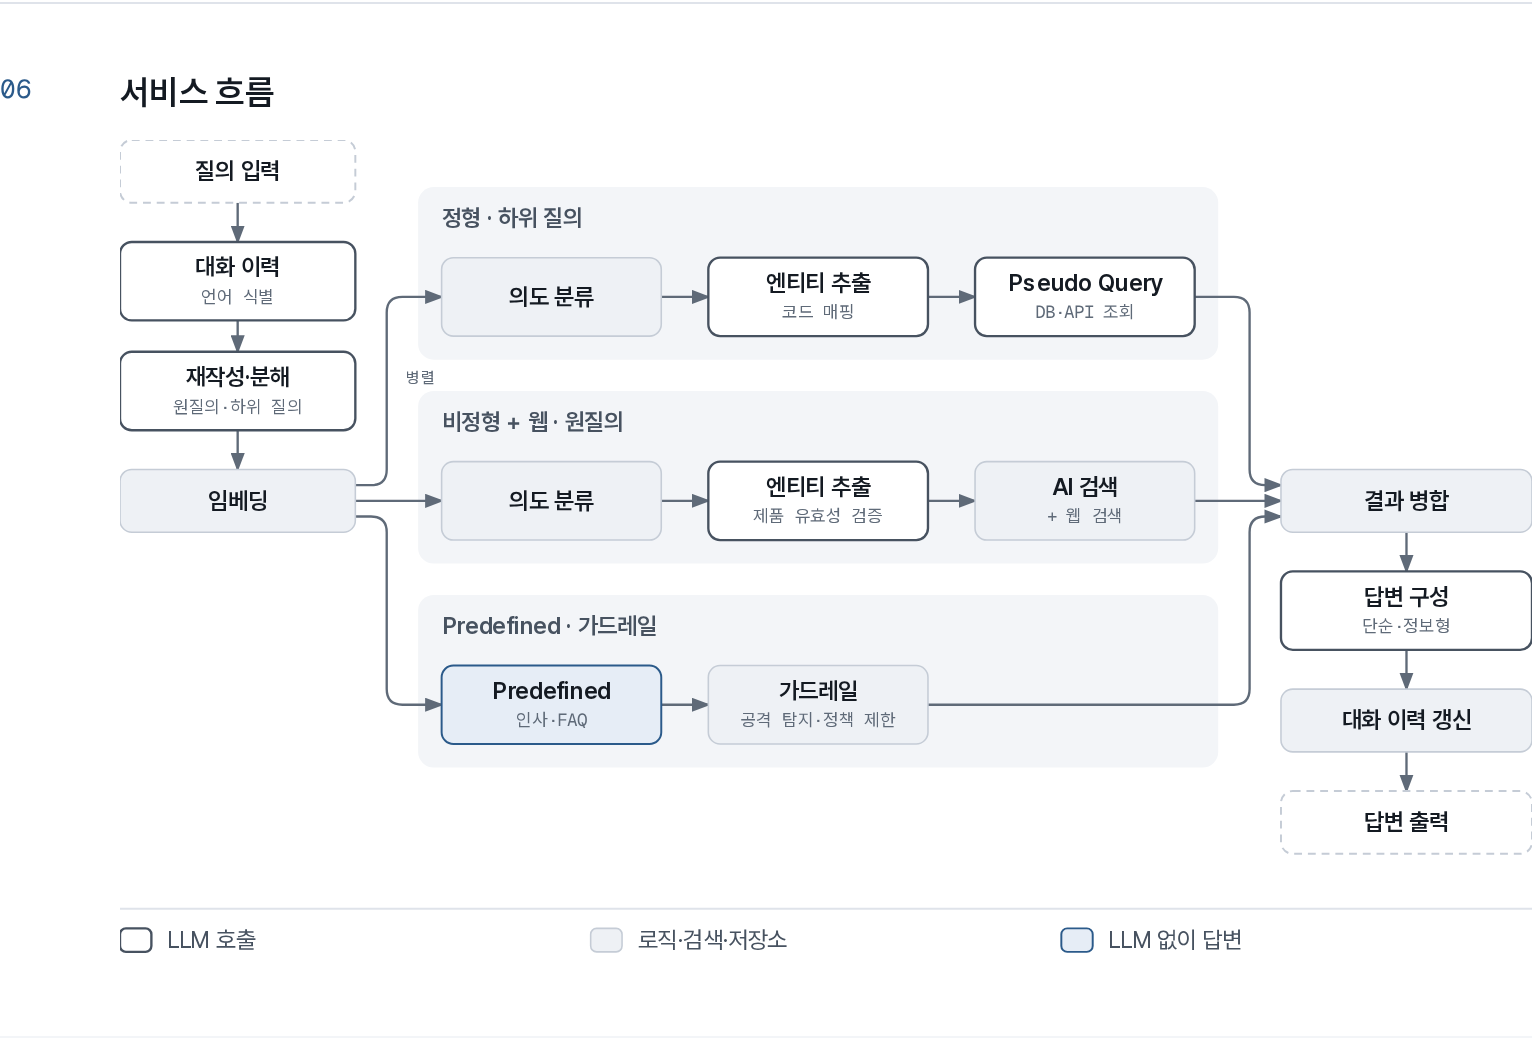 06
서비스 흐름
질의 입력
대화 이력
언어 식별
재작성·분해
원질의·하위 질의
임베딩
병렬
정형 · 하위 질의
의도 분류
엔티티 추출
코드 매핑
Pseudo Query
DB·API 조회
비정형 + 웹 · 원질의
의도 분류
엔티티 추출
제품 유효성 검증
AI 검색
+ 웹 검색
Predefined · 가드레일
Predefined
인사·FAQ
가드레일
공격 탐지·정책 제한
결과 병합
답변 구성
단순·정보형
대화 이력 갱신
답변 출력
LLM 호출
로직·검색·저장소
LLM 없이 답변